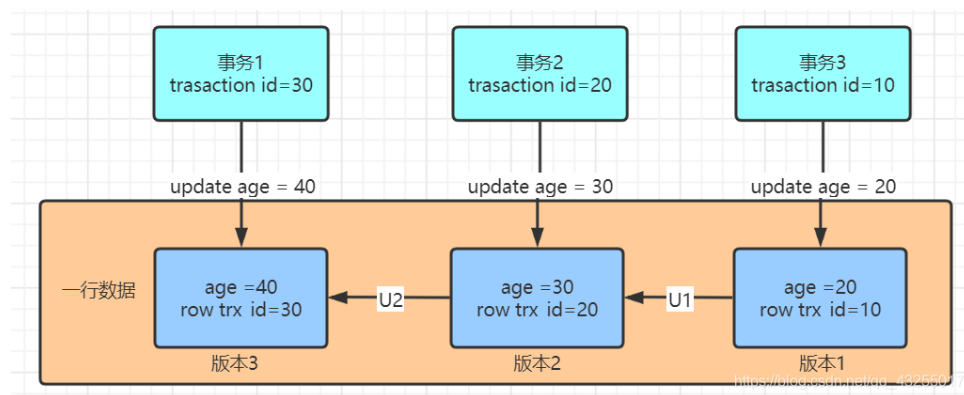 事务1
trasaction id=30
事务2
trasaction id=20
事务3
trasaction id=10
update age = 40
update age = 30
update age = 20
一行数据
age =40
row trx id=30
U2
age =30
row trx id=20
U1
age =20
row trx id=10
版本3
版本2
版本1
https://blog.csdn.net/qq_43255017